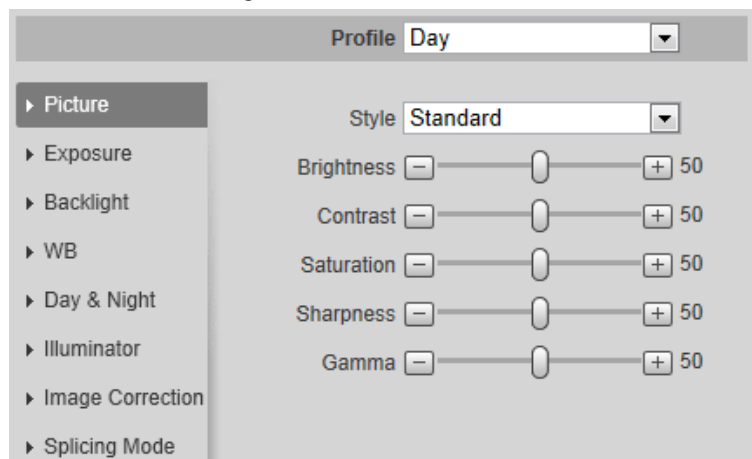 Profile Day
Picture
Style Standard
Exposure
Brightness 50
Backlight
Contrast 50
WB
Saturation 50
Day & Night
Sharpness 50
Illuminator
Gamma 50
Image Correction
Splicing Mode